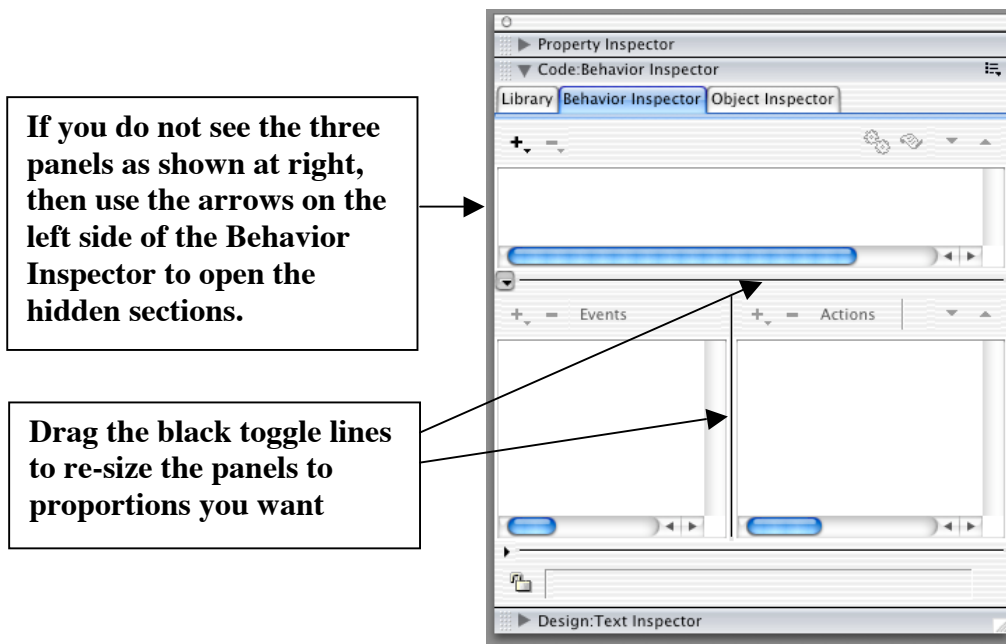 Property Inspector
Code:Behavior Inspector
Library Behavior Inspector Object Inspector
If you do not see the three
panels as shown at right,
then use the arrows on the
left side of the Behavior
Inspector to open the
hidden sections.
Events
Actions
Drag the black toggle lines
to re-size the panels to
proportions you want
Design:Text Inspector